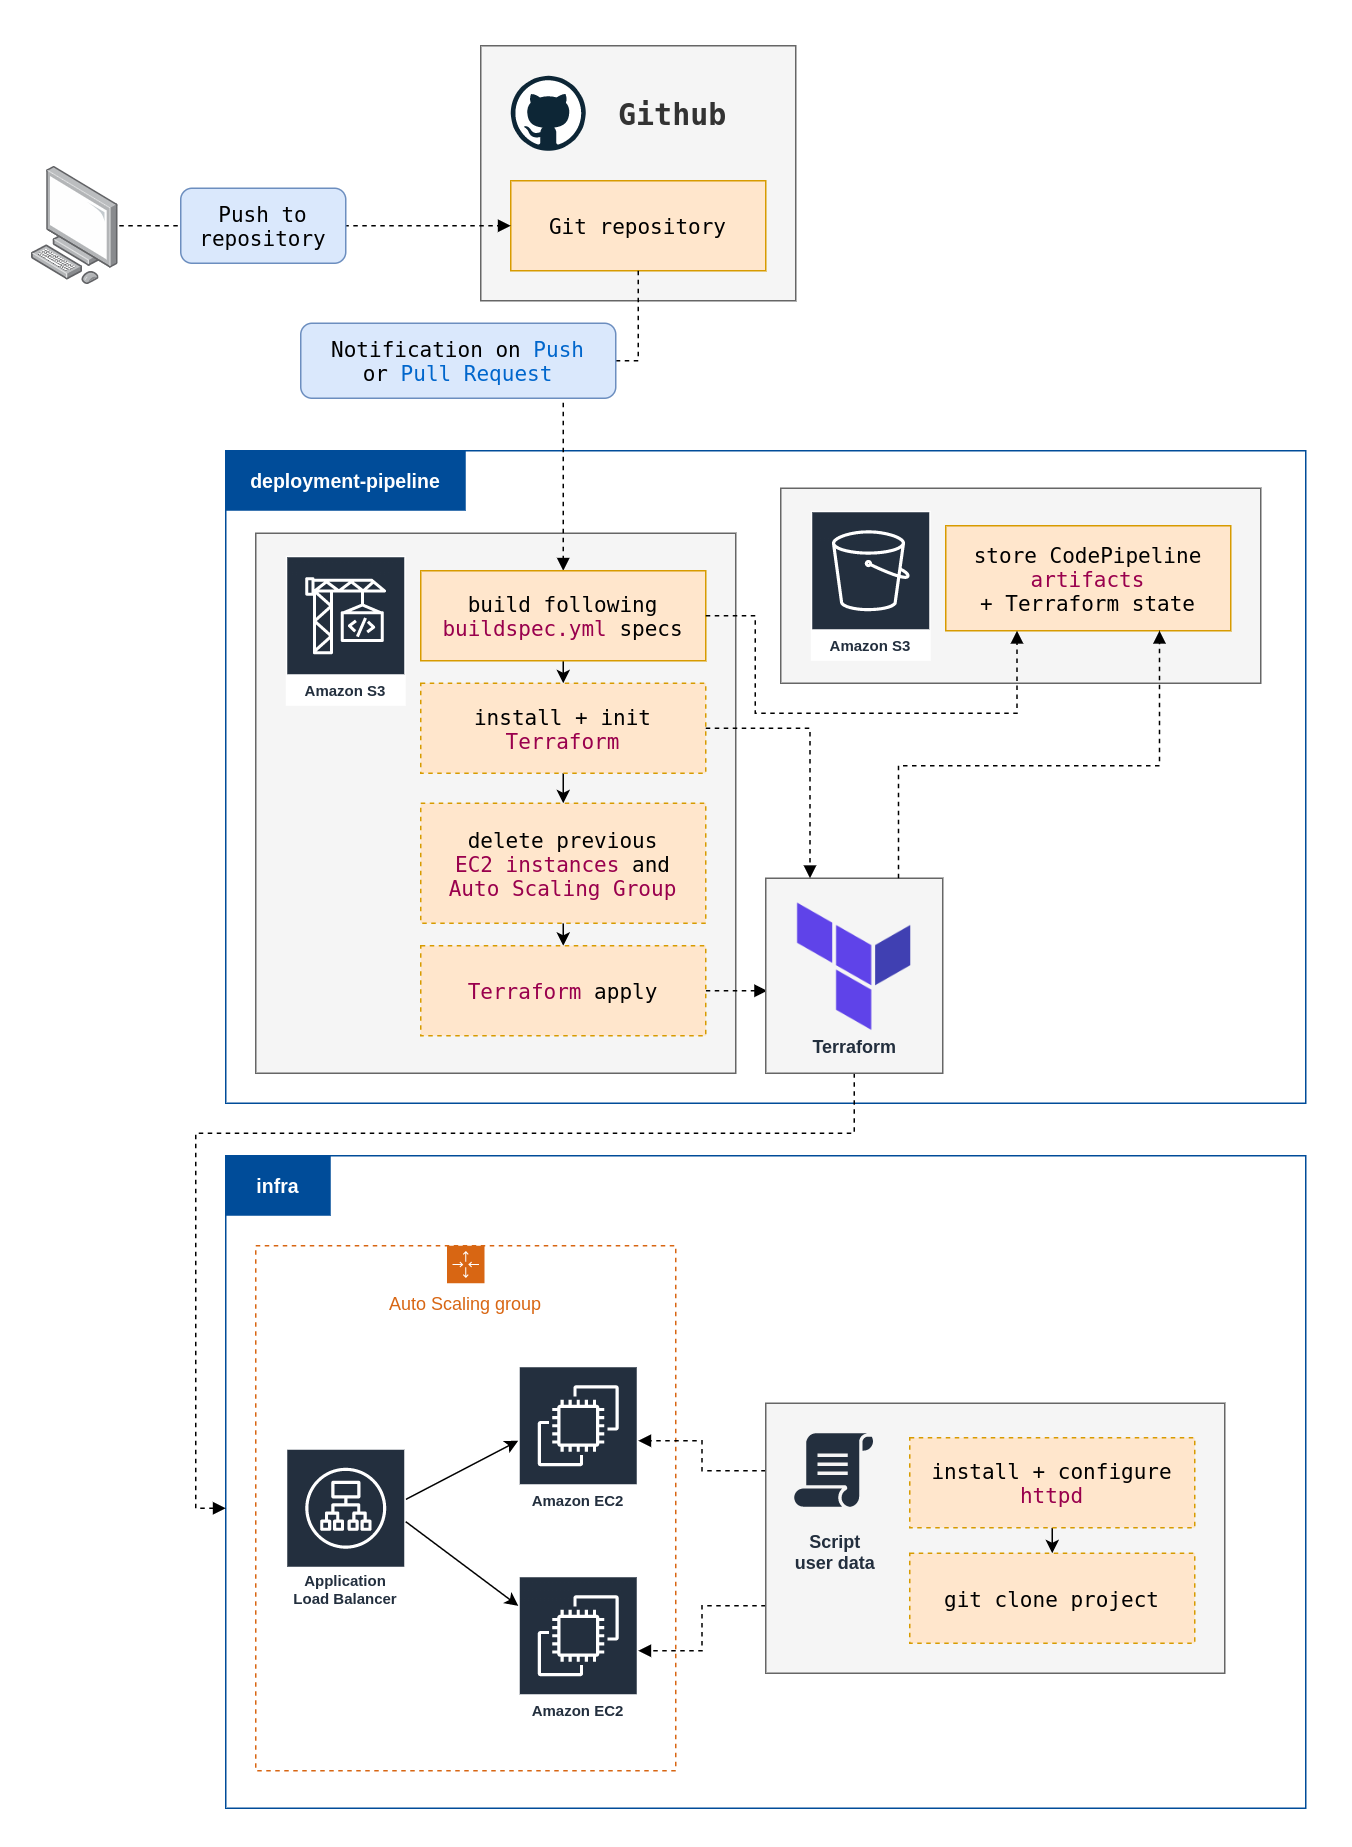 Github
Push to
repository
Git repository
Notification on Push
or Pull Request
deployment-pipeline
Amazon S3
build following
buildspec.yml specs
install + init
Terraform
delete previous
EC2 instances and
Auto Scaling Group
Terraform apply
Amazon S3
store CodePipeline
artifacts
+ Terraform state
Terraform
infra
Auto Scaling group
Application
Load Balancer
Amazon EC2
Amazon EC2
Script
user data
install + configure
httpd
git clone project